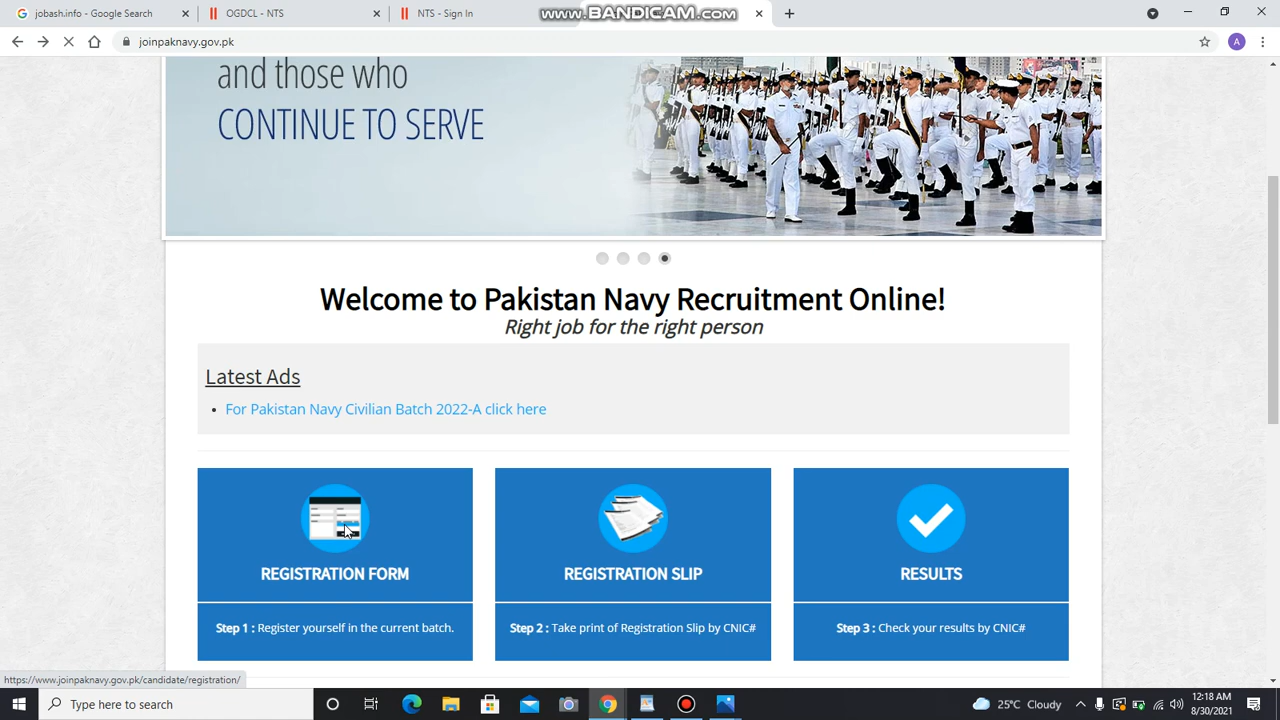 jobash.info - Google Search
OGDCL - NTS
NTS - Sign In
www.BANDICAM.com
joinpaknavy.gov.pk
A
and those who
CONTINUE TO SERVE
Welcome to Pakistan Navy Recruitment Online!
Right job for the right person
Latest Ads
For Pakistan Navy Civilian Batch 2022-A click here
REGISTRATION FORM
REGISTRATION SLIP
RESULTS
Step 1 : Register yourself in the current batch.
Step 2 : Take print of Registration Slip by CNIC#
Step 3 : Check your results by CNIC#
https://www.joinpaknavy.gov.pk/candidate/registration/
Type here to search
25°C Cloudy
12:18 AM
8/30/2021